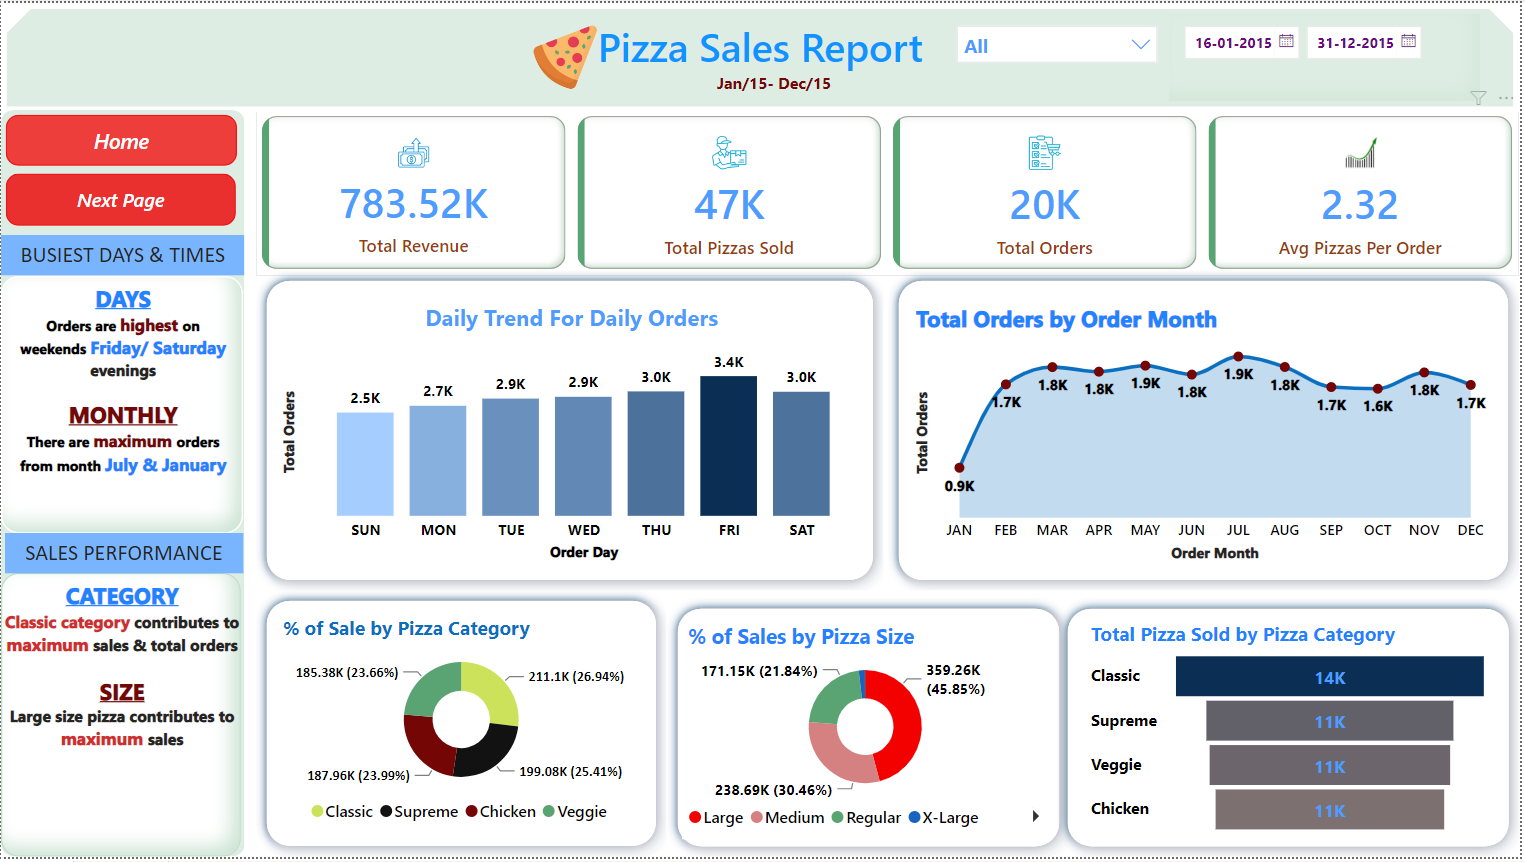 Pizza Sales Report
Jan/15- Dec/15
All
16-01-2015
31-12-2015
Home
Next Page
BUSIEST DAYS & TIMES
DAYS
Orders are highest on
weekends Friday/ Saturday
evenings
MONTHLY
There are maximum orders
from month July & January
SALES PERFORMANCE
CATEGORY
Classic category contributes to
maximum sales & total orders
SIZE
Large size pizza contributes to
maximum sales
783.52K
Total Revenue
47K
Total Pizzas Sold
20K
Total Orders
2.32
Avg Pizzas Per Order
Daily Trend For Daily Orders
Total Orders
2.5K
2.7K
2.9K
2.9K
3.0K
3.4K
3.0K
SUN MON TUE WED THU FRI SAT
Order Day
Total Orders by Order Month
Total Orders
0.9K
1.7K
1.8K
1.8K
1.9K
1.8K
1.9K
1.8K
1.7K
1.6K
1.8K
1.7K
JAN FEB MAR APR MAY JUN JUL AUG SEP OCT NOV DEC
Order Month
% of Sale by Pizza Category
185.38K (23.66%)
211.1K (26.94%)
187.96K (23.99%)
199.08K (25.41%)
Classic Supreme Chicken Veggie
% of Sales by Pizza Size
171.15K (21.84%)
359.26K
(45.85%)
238.69K (30.46%)
Large Medium Regular X-Large
Total Pizza Sold by Pizza Category
Classic 14K
Supreme 11K
Veggie 11K
Chicken 11K